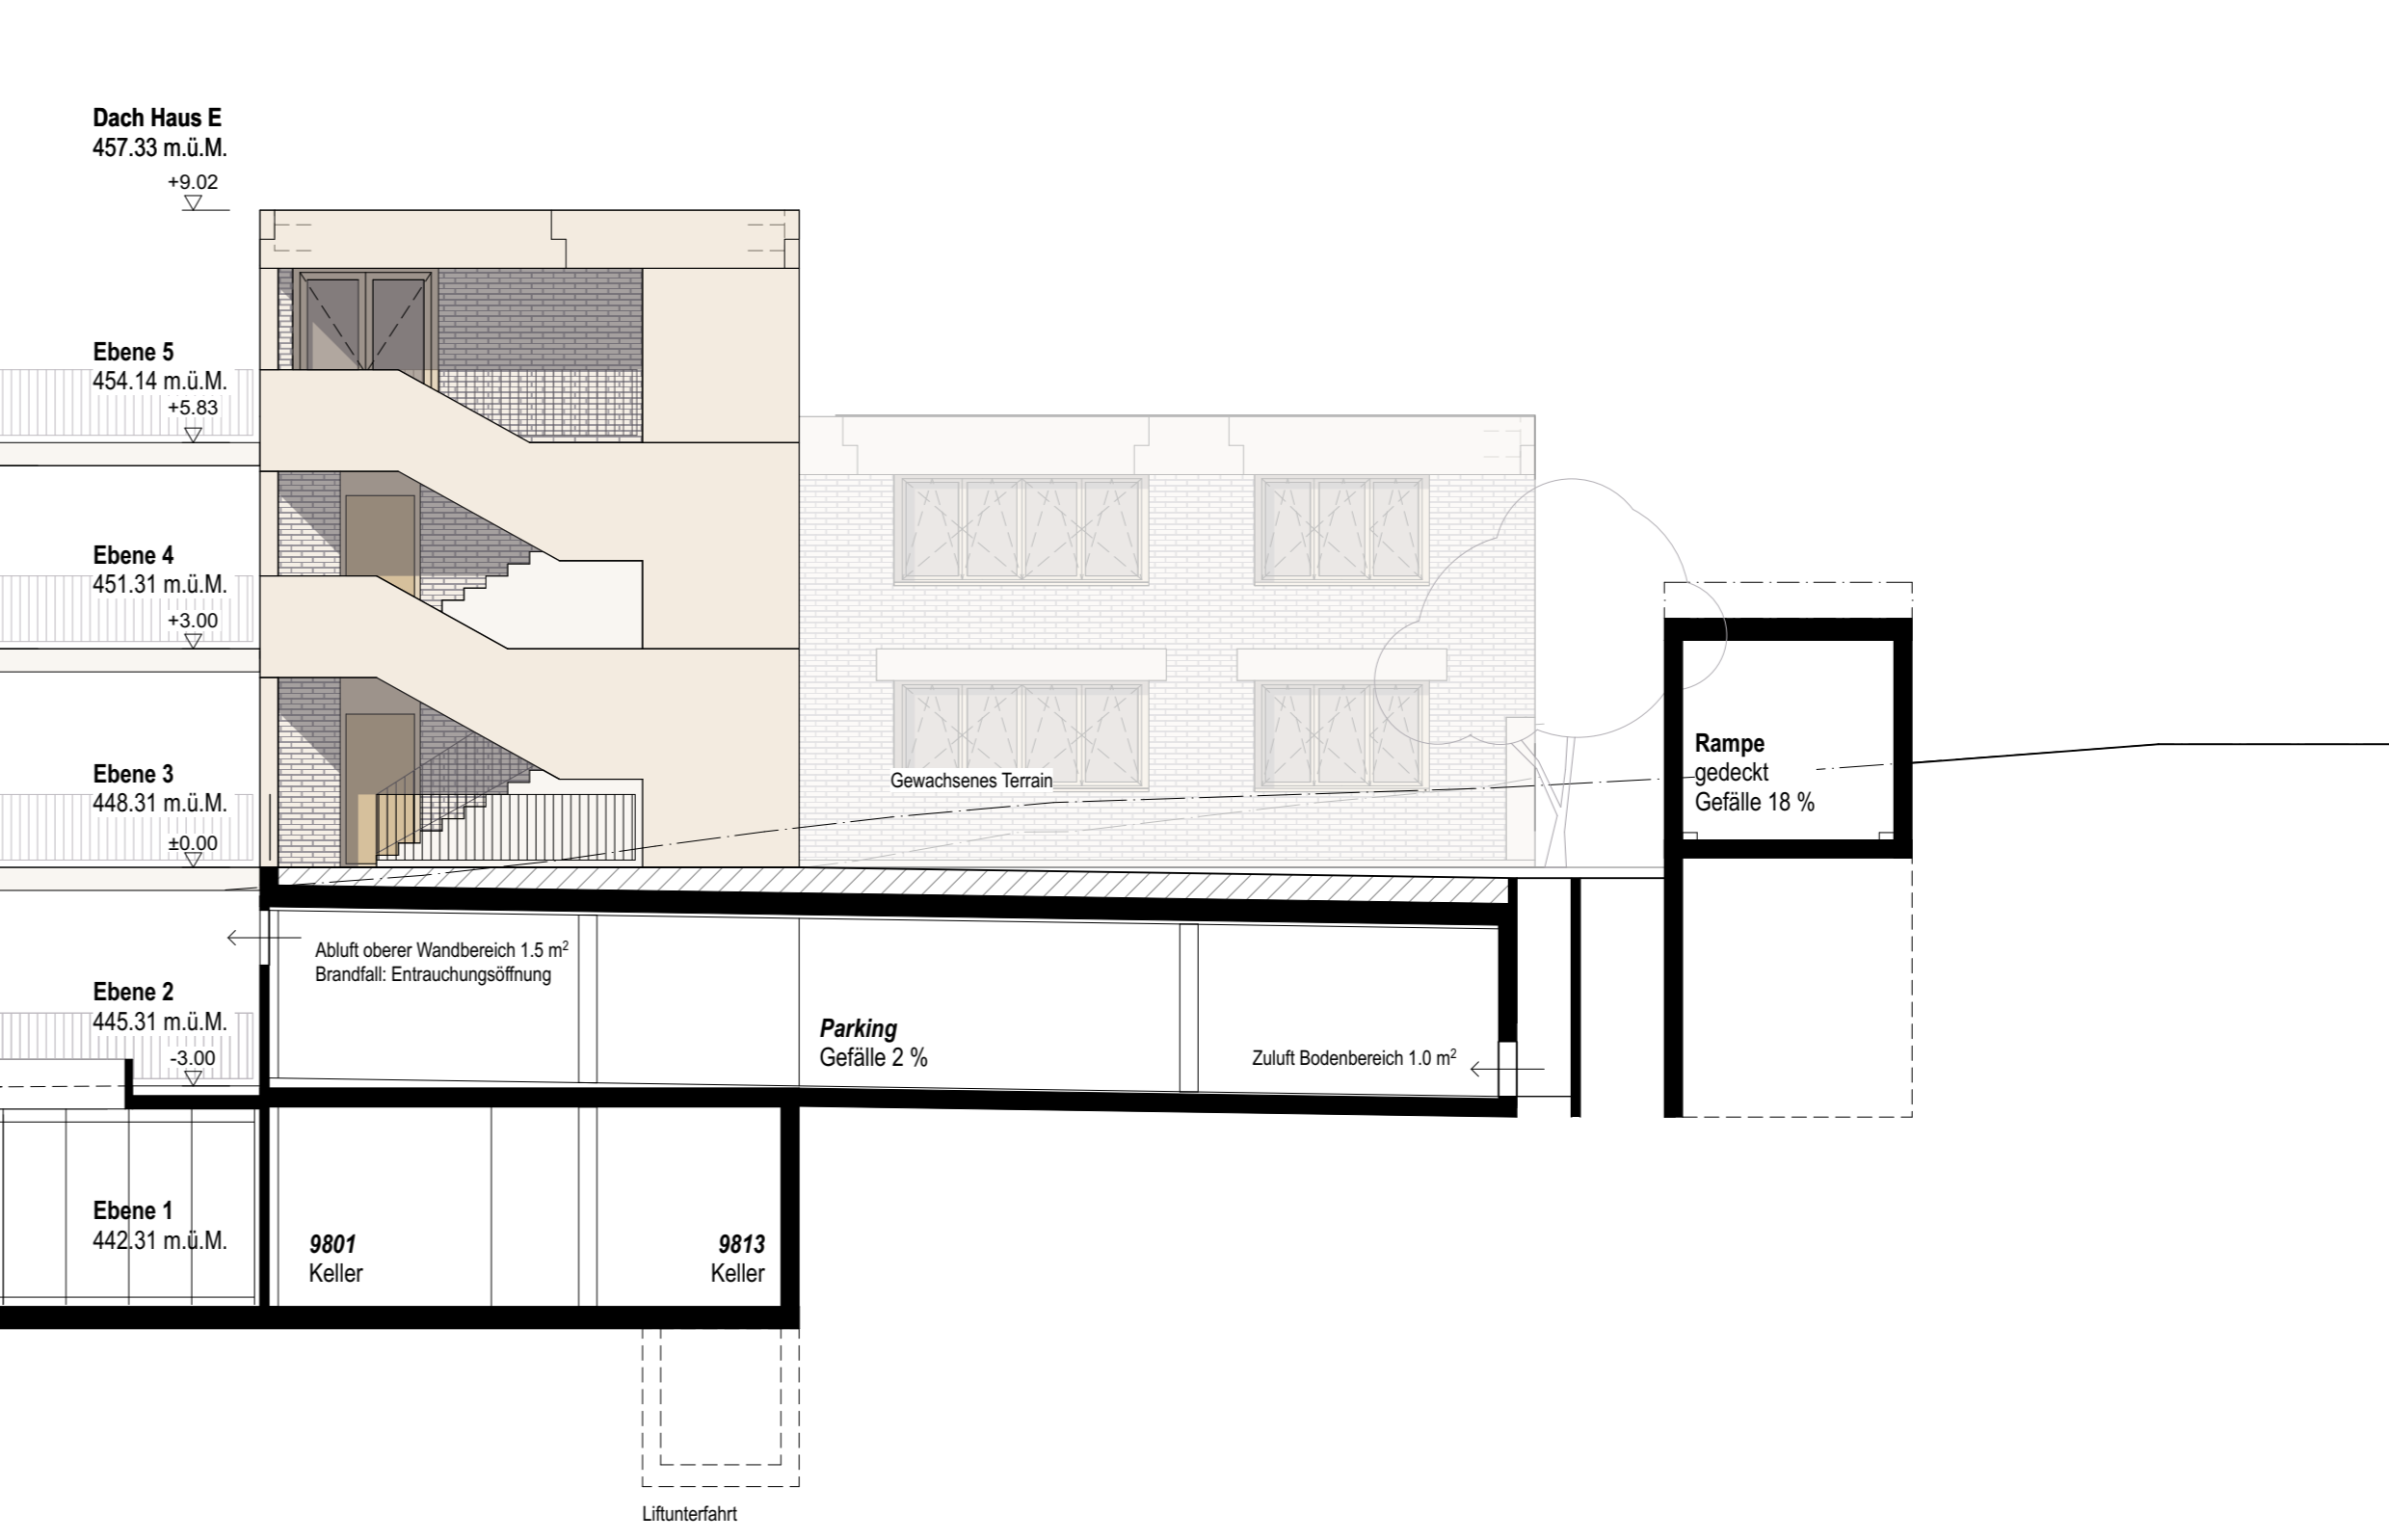 Dach Haus E
457.33 m.ü.M.
+9.02
Ebene 5
454.14 m.ü.M.
+5.83
Ebene 4
451.31 m.ü.M.
+3.00
Ebene 3
448.31 m.ü.M.
±0.00
Gewachsenes Terrain
Rampe
gedeckt
Gefälle 18 %
Abluft oberer Wandbereich 1.5 m²
Brandfall: Entrauchungsöffnung
Ebene 2
445.31 m.ü.M.
-3.00
Parking
Gefälle 2 %
Zuluft Bodenbereich 1.0 m²
Ebene 1
442.31 m.ü.M.
9801
Keller
9813
Keller
Liftunterfahrt